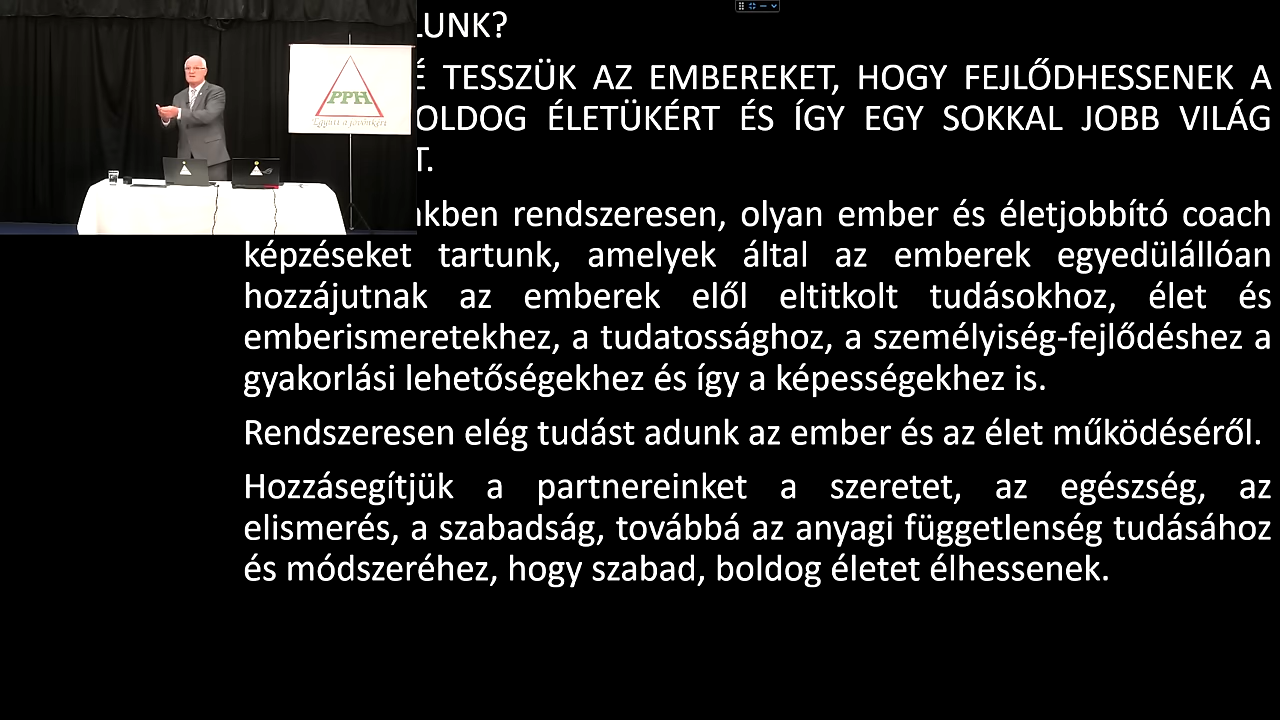 LUNK?
É TESSZÜK AZ EMBEREKET, HOGY FEJLŐDHESSENEK A
OLDOG ÉLETÜKÉRT ÉS ÍGY EGY SOKKAL JOBB VILÁG
T.
nkben rendszeresen, olyan ember és életjobbító coach
képzéseket tartunk, amelyek által az emberek egyedülállóan
hozzájutnak az emberek elől eltitkolt tudásokhoz, élet és
emberismeretekhez, a tudatossághoz, a személyiség-fejlődéshez a
gyakorlási lehetőségekhez és így a képességekhez is.
Rendszeresen elég tudást adunk az ember és az élet működéséről.
Hozzásegítjük a partnereinket a szeretet, az egészség, az
elismerés, a szabadság, továbbá az anyagi függetlenség tudásához
és módszeréhez, hogy szabad, boldog életet élhessenek.
PPH
Együtt a jövőnkért